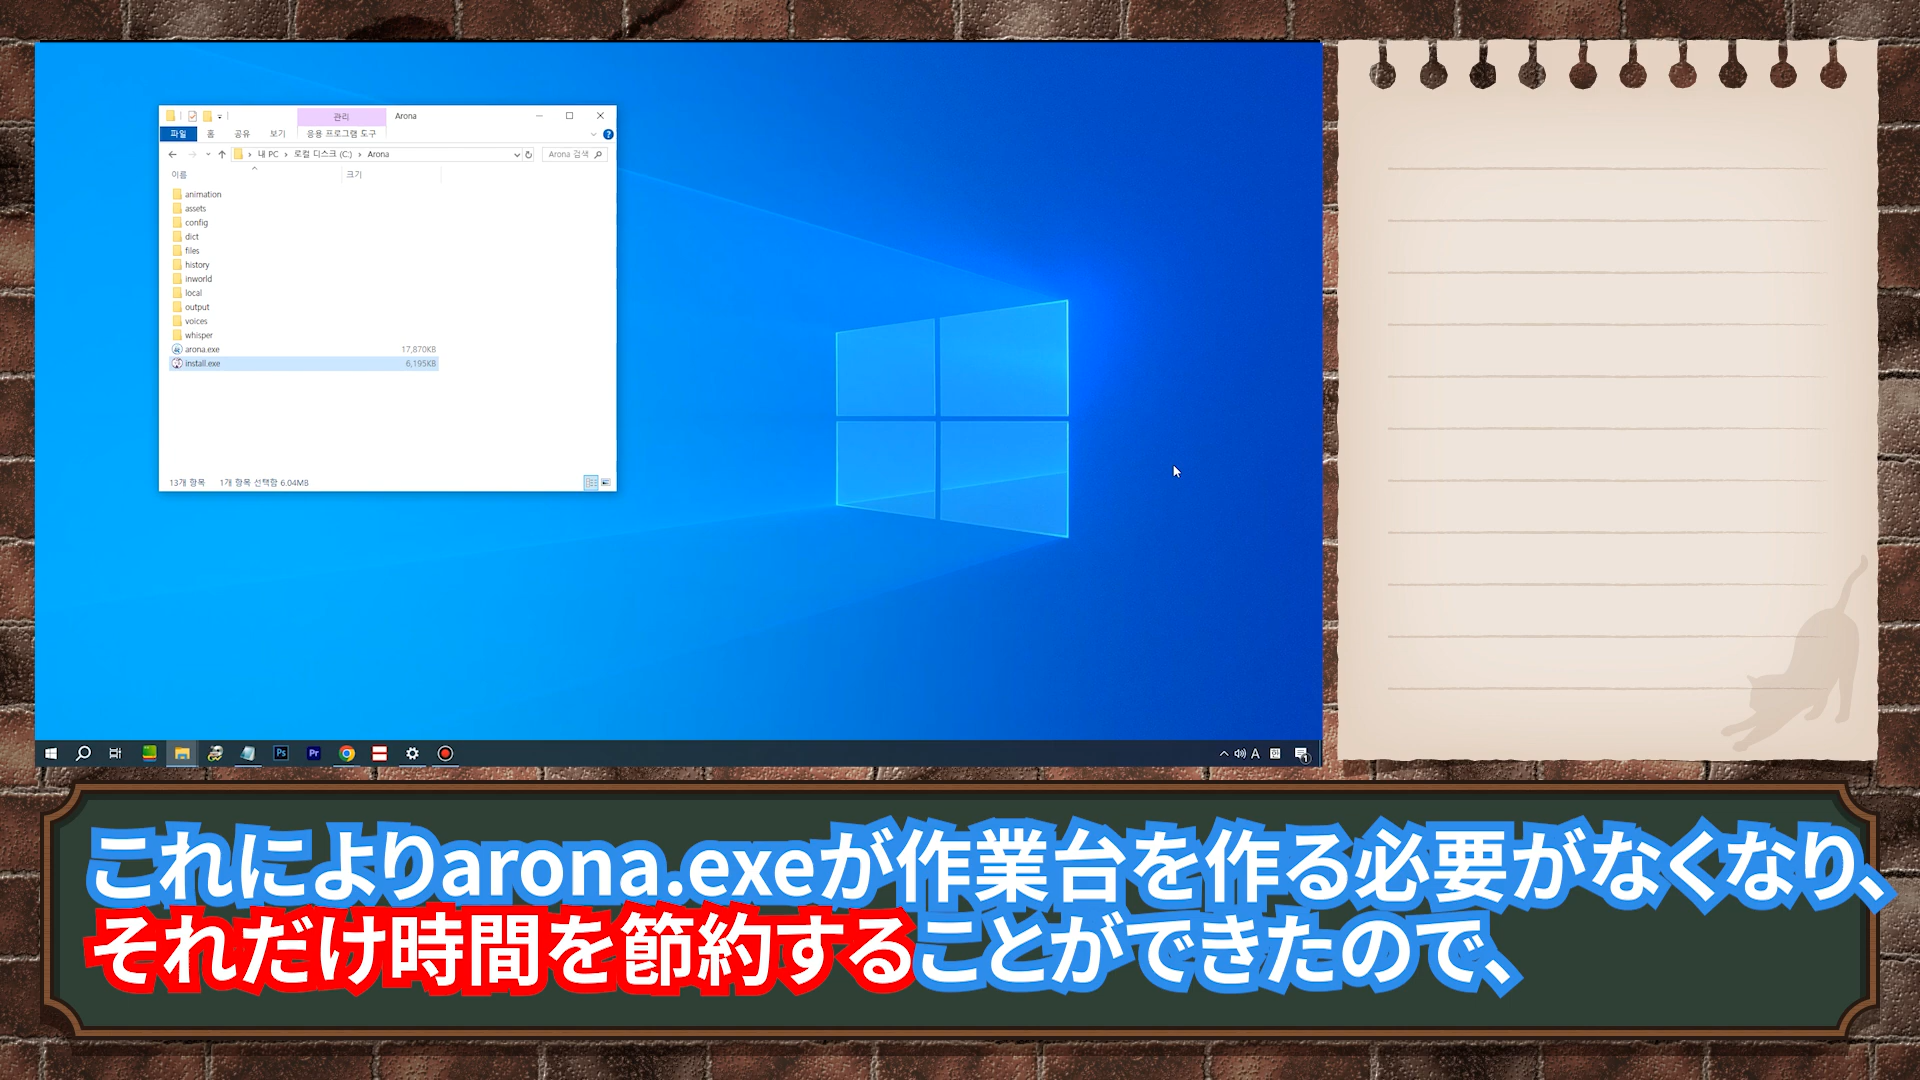 관리
Arona
파일
홈
공유
보기
응용 프로그램 도구
내 PC
로컬 디스크 (C:)
Arona
Arona 검색
이름
크기
animation
assets
config
dict
files
history
inworld
local
output
voices
whisper
arona.exe 17,870KB
install.exe 6,195KB
13개 항목 1개 항목 선택함 6.04MB
Ps
Pr
A
これによりarona.exeが作業台を作る必要がなくなり、
それだけ時間を節約することができたので、